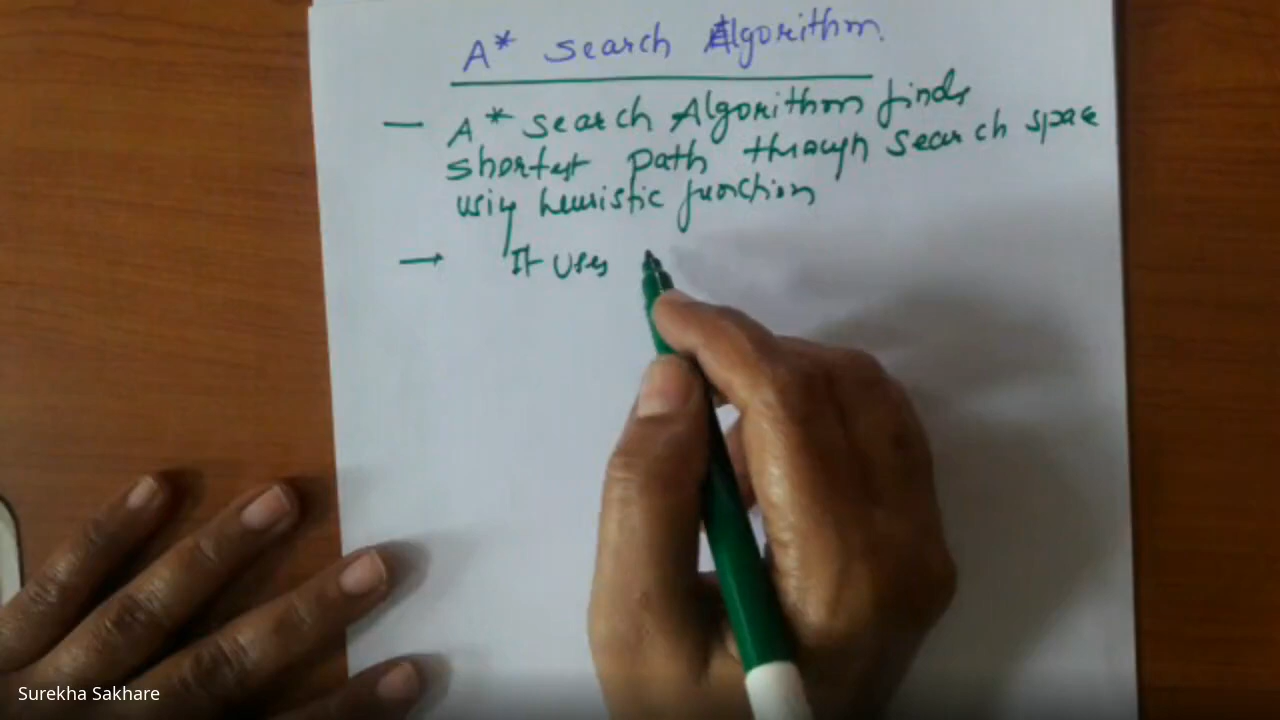 A* search Algorithm.
— A* search Algorithm finds
shortest path through search space
using heuristic function
→ It uses
Surekha Sakhare